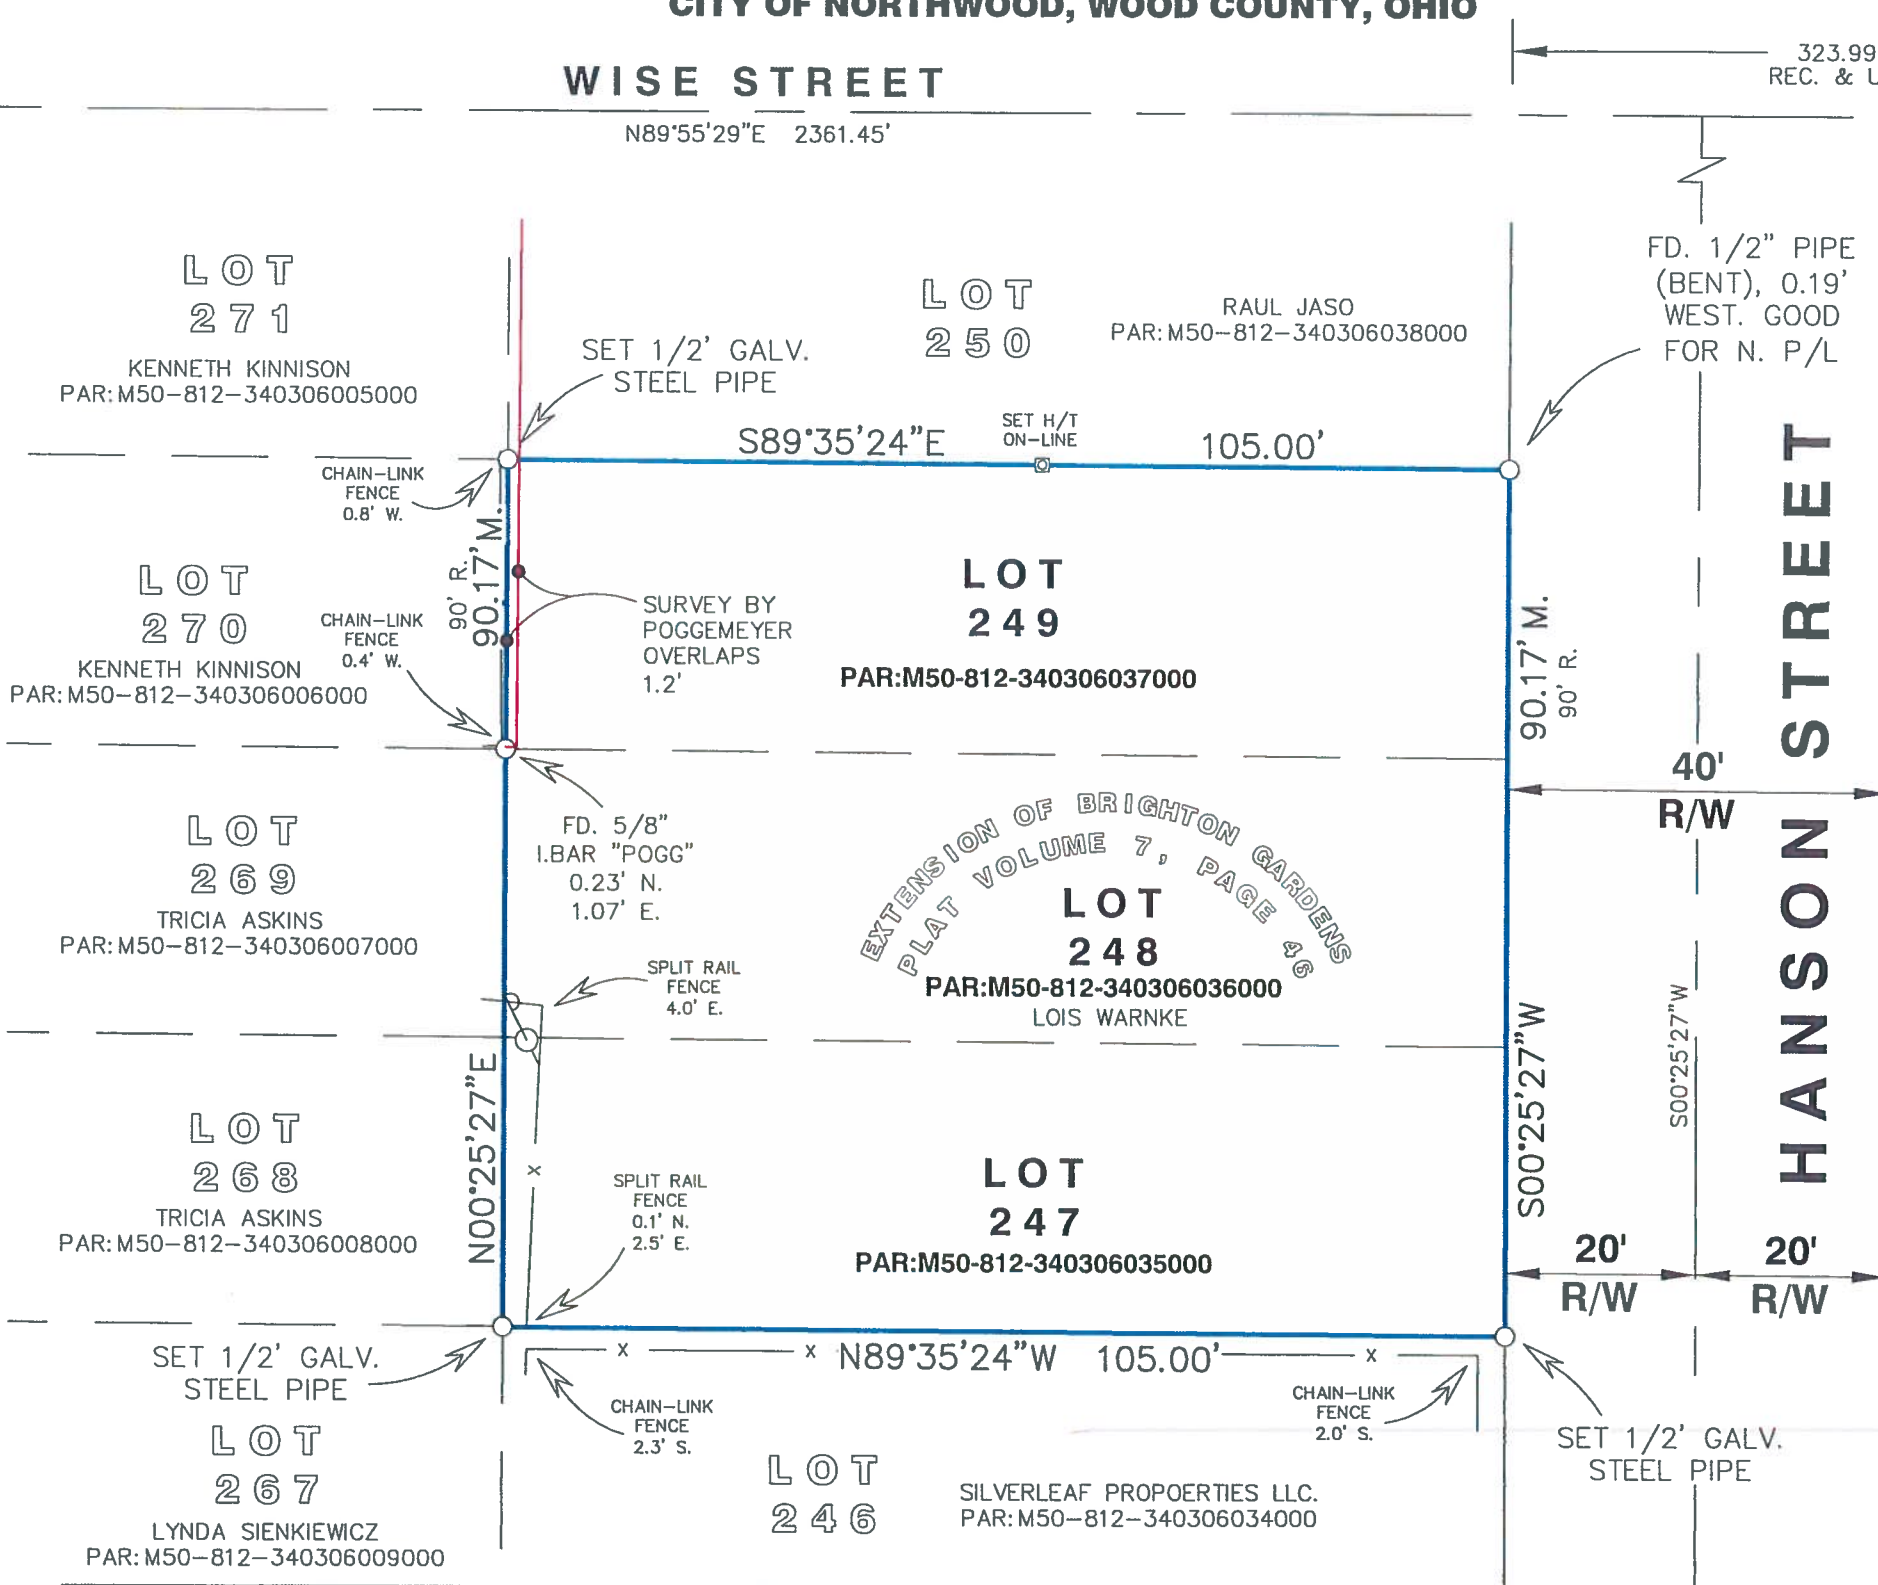 CITY OF NORTHWOOD, WOOD COUNTY, OHIO
323.99
REC. & U
WISE STREET
N89°55'29"E 2361.45'
FD. 1/2" PIPE
(BENT), 0.19'
WEST. GOOD
FOR N. P/L
LOT
271
KENNETH KINNISON
PAR:M50-812-340306005000
SET 1/2' GALV.
STEEL PIPE
LOT
250
RAUL JASO
PAR:M50-812-340306038000
S89°35'24"E
SET H/T
ON-LINE
105.00'
CHAIN-LINK
FENCE
0.8' W.
90' R.
90.17' M.
LOT
270
KENNETH KINNISON
PAR:M50-812-340306006000
CHAIN-LINK
FENCE
0.4' W.
SURVEY BY
POGGEMEYER
OVERLAPS
1.2'
LOT
249
PAR:M50-812-340306037000
90.17' M.
90' R.
HANSON STREET
40'
R/W
FD. 5/8"
I.BAR "POGG"
0.23' N.
1.07' E.
LOT
269
TRICIA ASKINS
PAR:M50-812-340306007000
EXTENSION OF BRIGHTON GARDENS
PLAT VOLUME 7, PAGE 46
LOT
248
PAR:M50-812-340306036000
LOIS WARNKE
SPLIT RAIL
FENCE
4.0' E.
S00°25'27"W
S00°25'27"W
N00°25'27"E
LOT
268
TRICIA ASKINS
PAR:M50-812-340306008000
x
SPLIT RAIL
FENCE
0.1' N.
2.5' E.
LOT
247
PAR:M50-812-340306035000
20'
R/W
20'
R/W
SET 1/2' GALV.
STEEL PIPE
x x N89°35'24"W 105.00' x
CHAIN-LINK
FENCE
2.3' S.
CHAIN-LINK
FENCE
2.0' S.
SET 1/2' GALV.
STEEL PIPE
LOT
267
LYNDA SIENKIEWICZ
PAR:M50-812-340306009000
LOT
246
SILVERLEAF PROPOERTIES LLC.
PAR:M50-812-340306034000